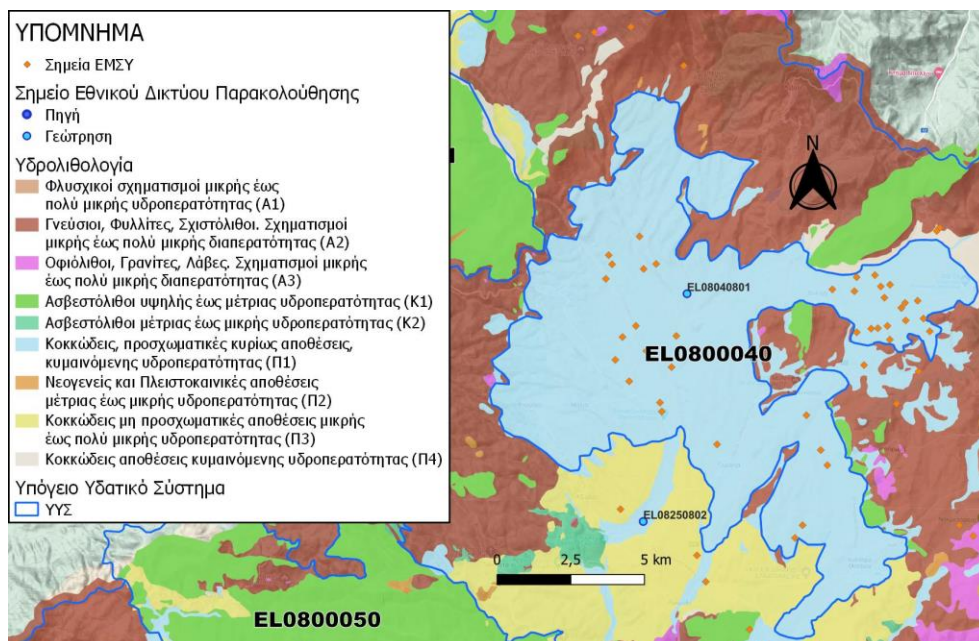 ΥΠΟΜΝΗΜΑ
Σημεία ΕΜΣΥ
Σημείο Εθνικού Δικτύου Παρακολούθησης
Πηγή
Γεώτρηση
Υδρολιθολογία
Φλυσχικοί σχηματισμοί μικρής έως
πολύ μικρής υδροπερατότητας (Α1)
Γνεύσιοι, Φυλλίτες, Σχιστόλιθοι. Σχηματισμοί
μικρής έως πολύ μικρής διαπερατότητας (Α2)
Οφιόλιθοι, Γρανίτες, Λάβες. Σχηματισμοί μικρής
έως πολύ μικρής διαπερατότητας (Α3)
Ασβεστόλιθοι υψηλής έως μέτριας υδροπερατότητας (Κ1)
Ασβεστόλιθοι μέτριας έως μικρής υδροπερατότητας (Κ2)
Κοκκώδεις, προσχωματικές κυρίως αποθέσεις,
κυμαινόμενης υδροπερατότητας (Π1)
Νεογενείς και Πλειστοκαινικές αποθέσεις
μέτριας έως μικρής υδροπερατότητας (Π2)
Κοκκώδεις μη προσχωματικές αποθέσεις μικρής
έως πολύ μικρής υδροπερατότητας (Π3)
Κοκκώδεις αποθέσεις κυμαινόμενης υδροπερατότητας (Π4)
Υπόγειο Υδατικό Σύστημα
ΥΥΣ
N
EL08040801
EL0800040
EL08250802
0 2,5 5 km
EL0800050